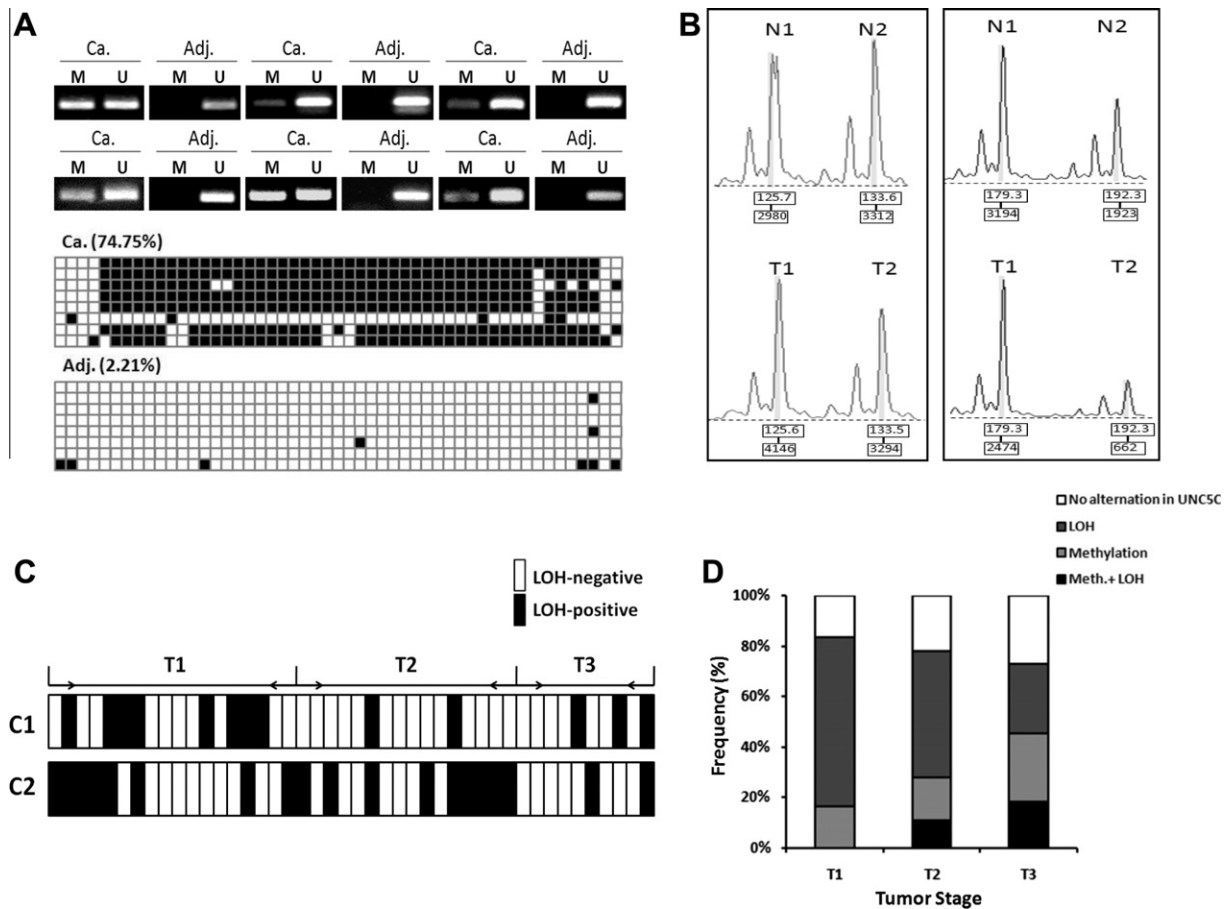 A
Ca. Adj. Ca. Adj. Ca. Adj.
M U M U M U M U M U M U
Ca. Adj. Ca. Adj. Ca. Adj.
M U M U M U M U M U M U
Ca. (74.75%)
Adj. (2.21%)
B
N1 N2
125.7 133.6
2980 3312
T1 T2
125.6 133.5
4146 3294
N1 N2
179.3 192.3
3194 1923
T1 T2
179.3 192.3
2474 662
C
LOH-negative
LOH-positive
T1 T2 T3
C1
C2
D
No alternation in UNC5C
LOH
Methylation
Meth.+ LOH
Frequency (%)
100%
80%
60%
40%
20%
0%
T1 T2 T3
Tumor Stage